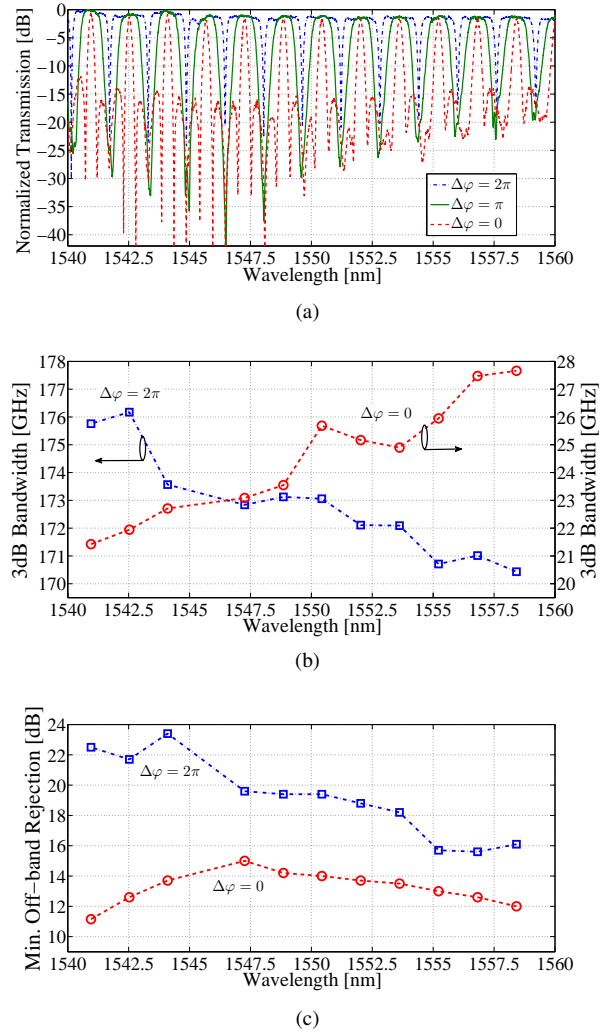 Normalized Transmission [dB]
0
−5
−10
−15
−20
−25
−30
−35
−40
Δφ = 2π
Δφ = π
Δφ = 0
1540 1542.5 1545 1547.5 1550 1552.5 1555 1557.5 1560
Wavelength [nm]
(a)
3dB Bandwidth [GHz]
178
177
176
175
174
173
172
171
170
Δφ = 2π
Δφ = 0
28
27
26
25
24
23
22
21
20
3dB Bandwidth [GHz]
1540 1542.5 1545 1547.5 1550 1552.5 1555 1557.5 1560
Wavelength [nm]
(b)
Min. Off−band Rejection [dB]
24
22
20
18
16
14
12
10
Δφ = 2π
Δφ = 0
1540 1542.5 1545 1547.5 1550 1552.5 1555 1557.5 1560
Wavelength [nm]
(c)